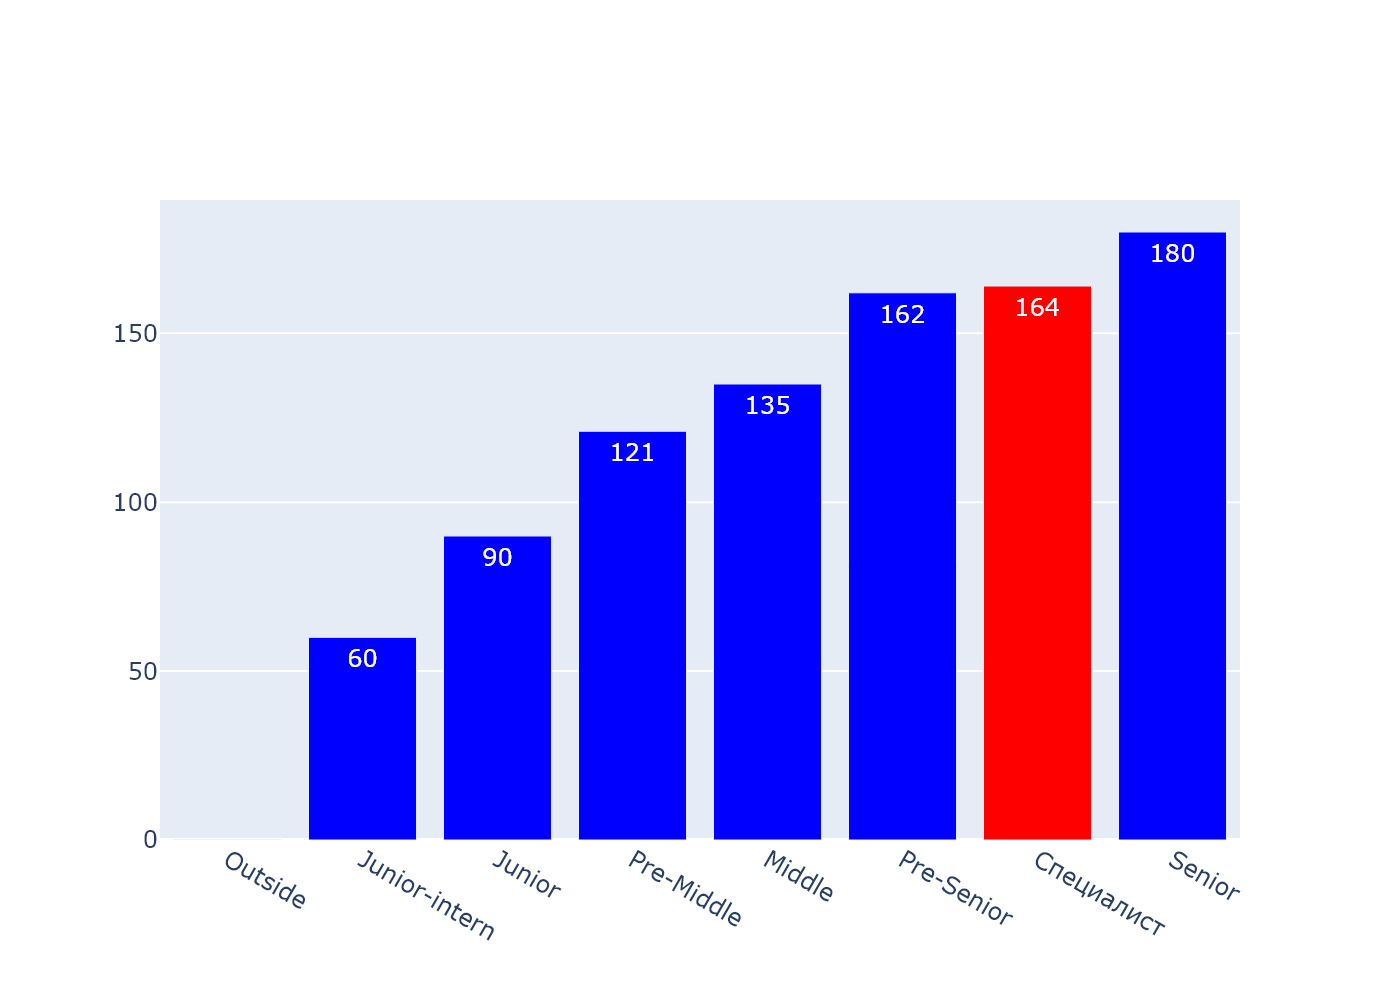 180
164
162
150
135
121
100
90
60
50
0
Outside
Junior-intern
Junior
Pre-Middle
Middle
Pre-Senior
Специалист
Senior